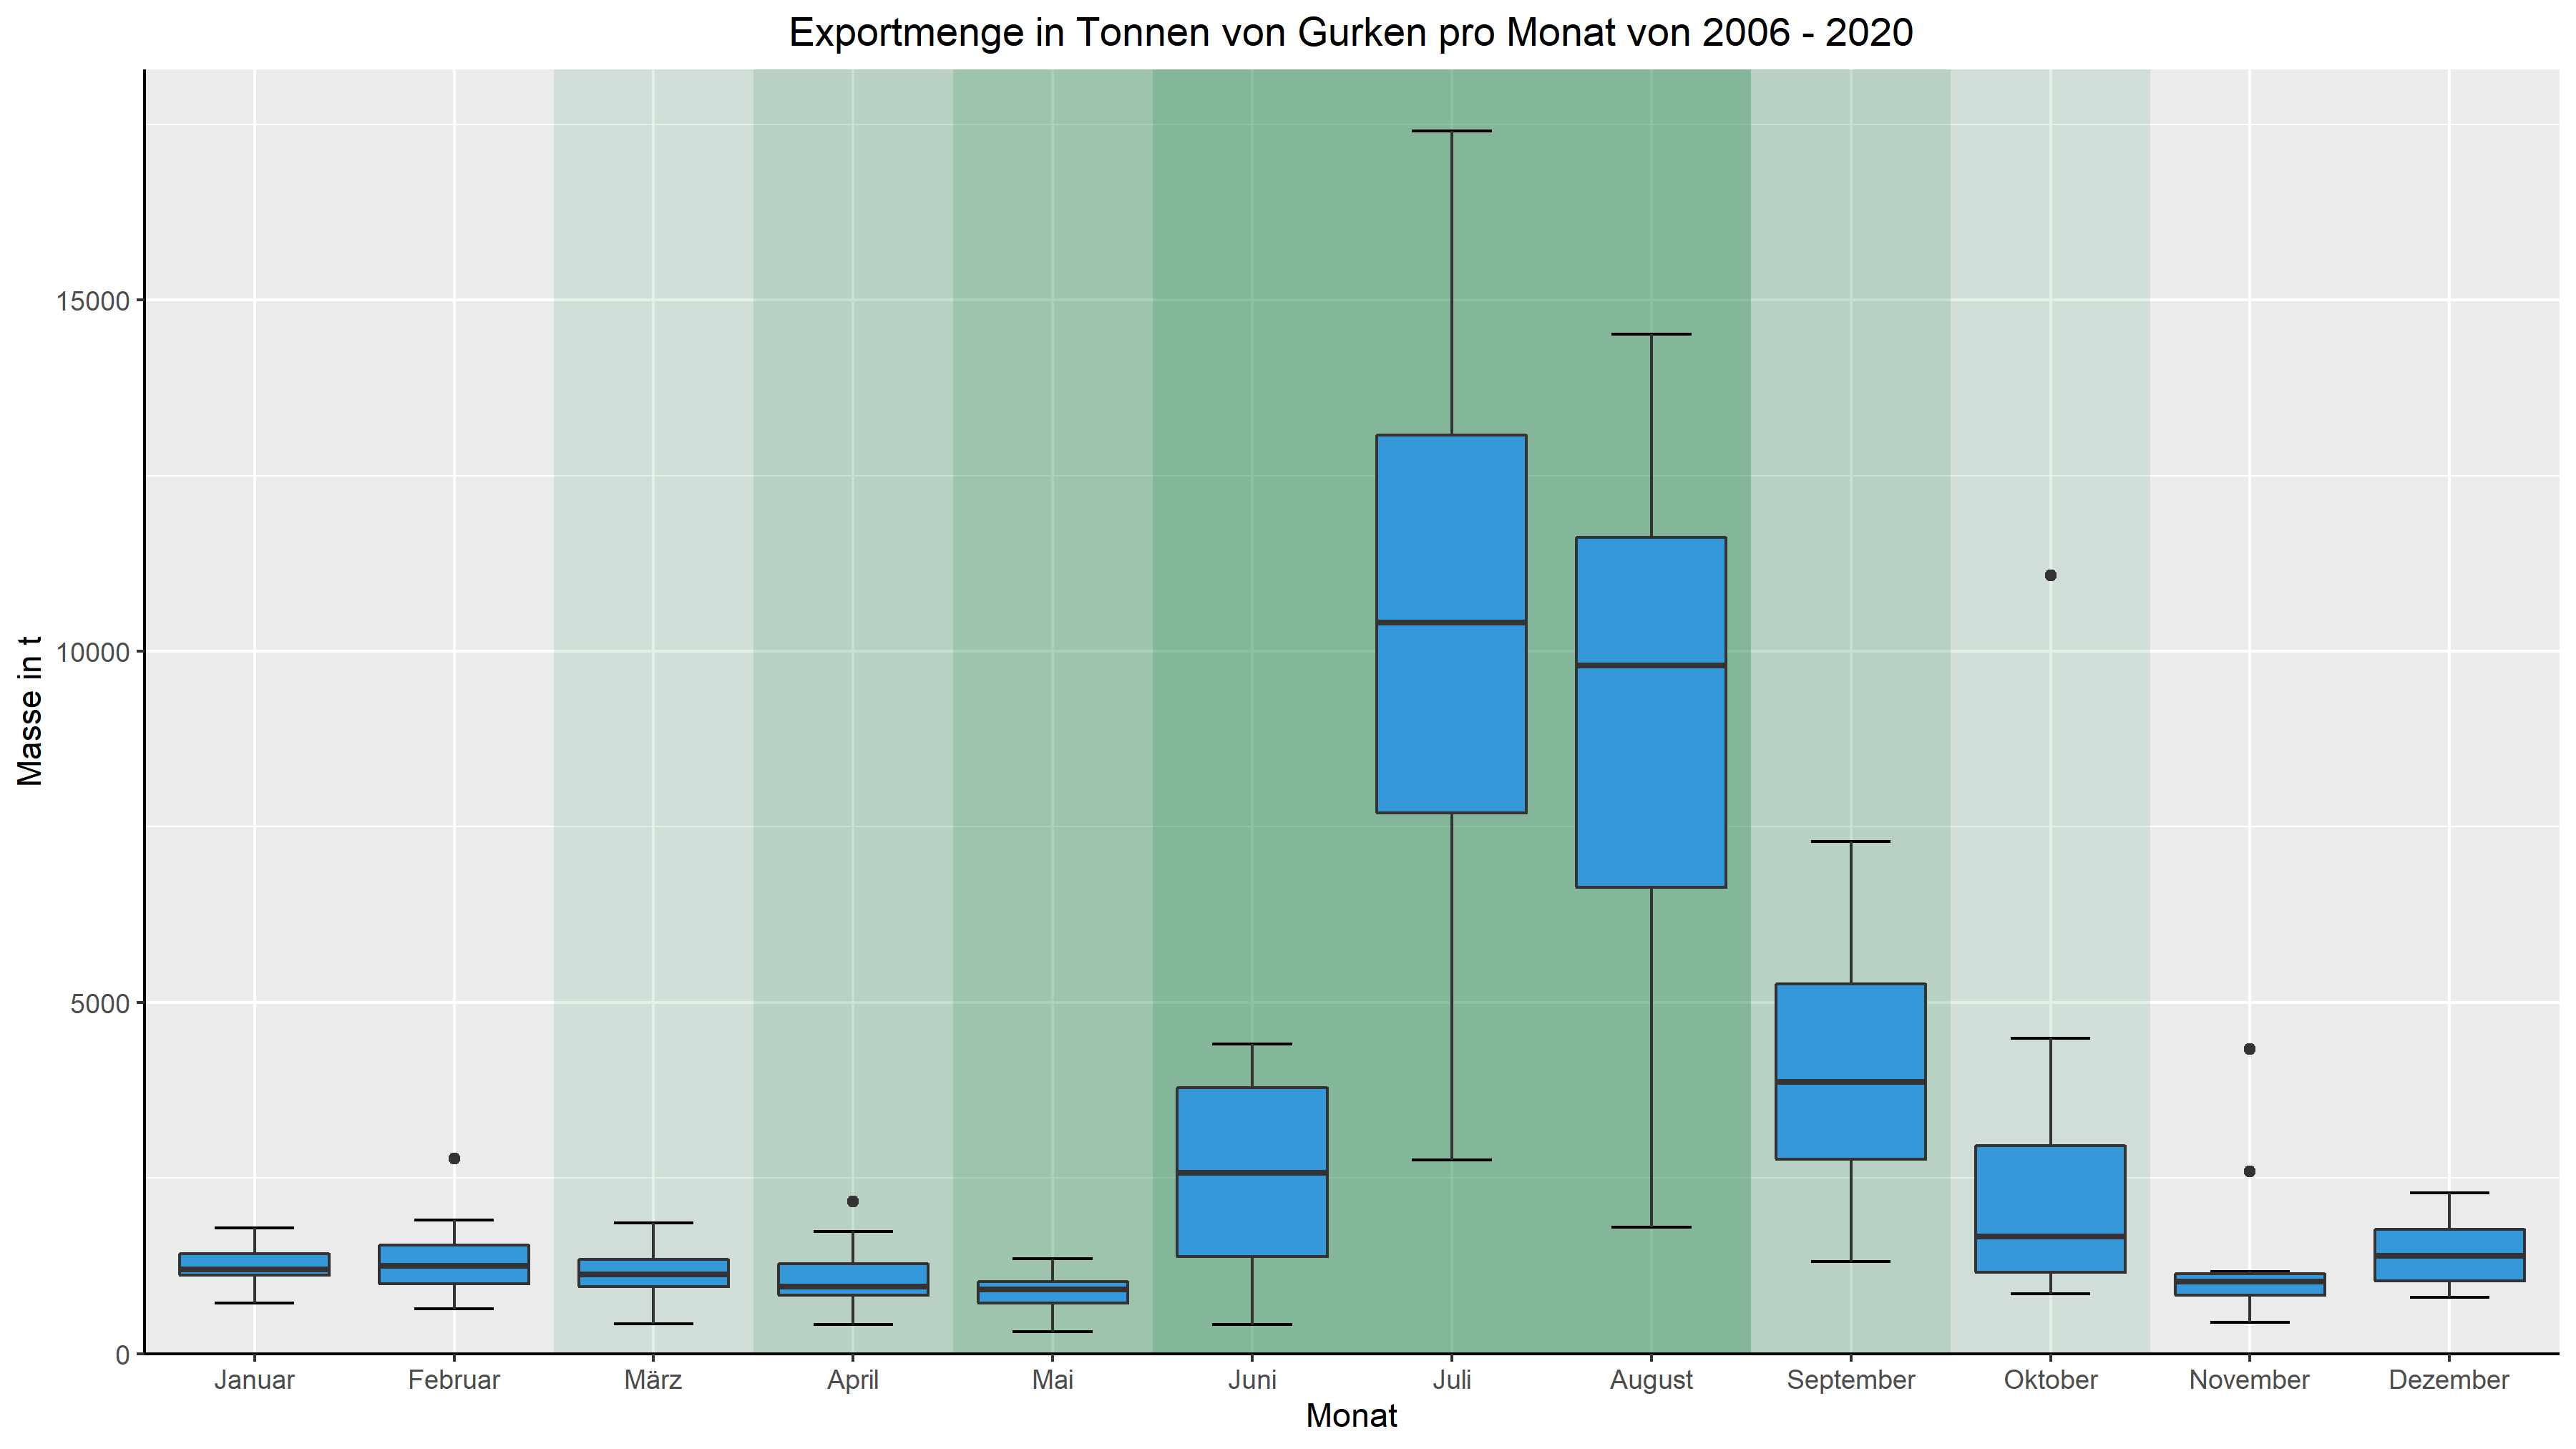 Exportmenge in Tonnen von Gurken pro Monat von 2006 - 2020
Masse in t
15000
10000
5000
0
Januar Februar März April Mai Juni Juli August September Oktober November Dezember
Monat